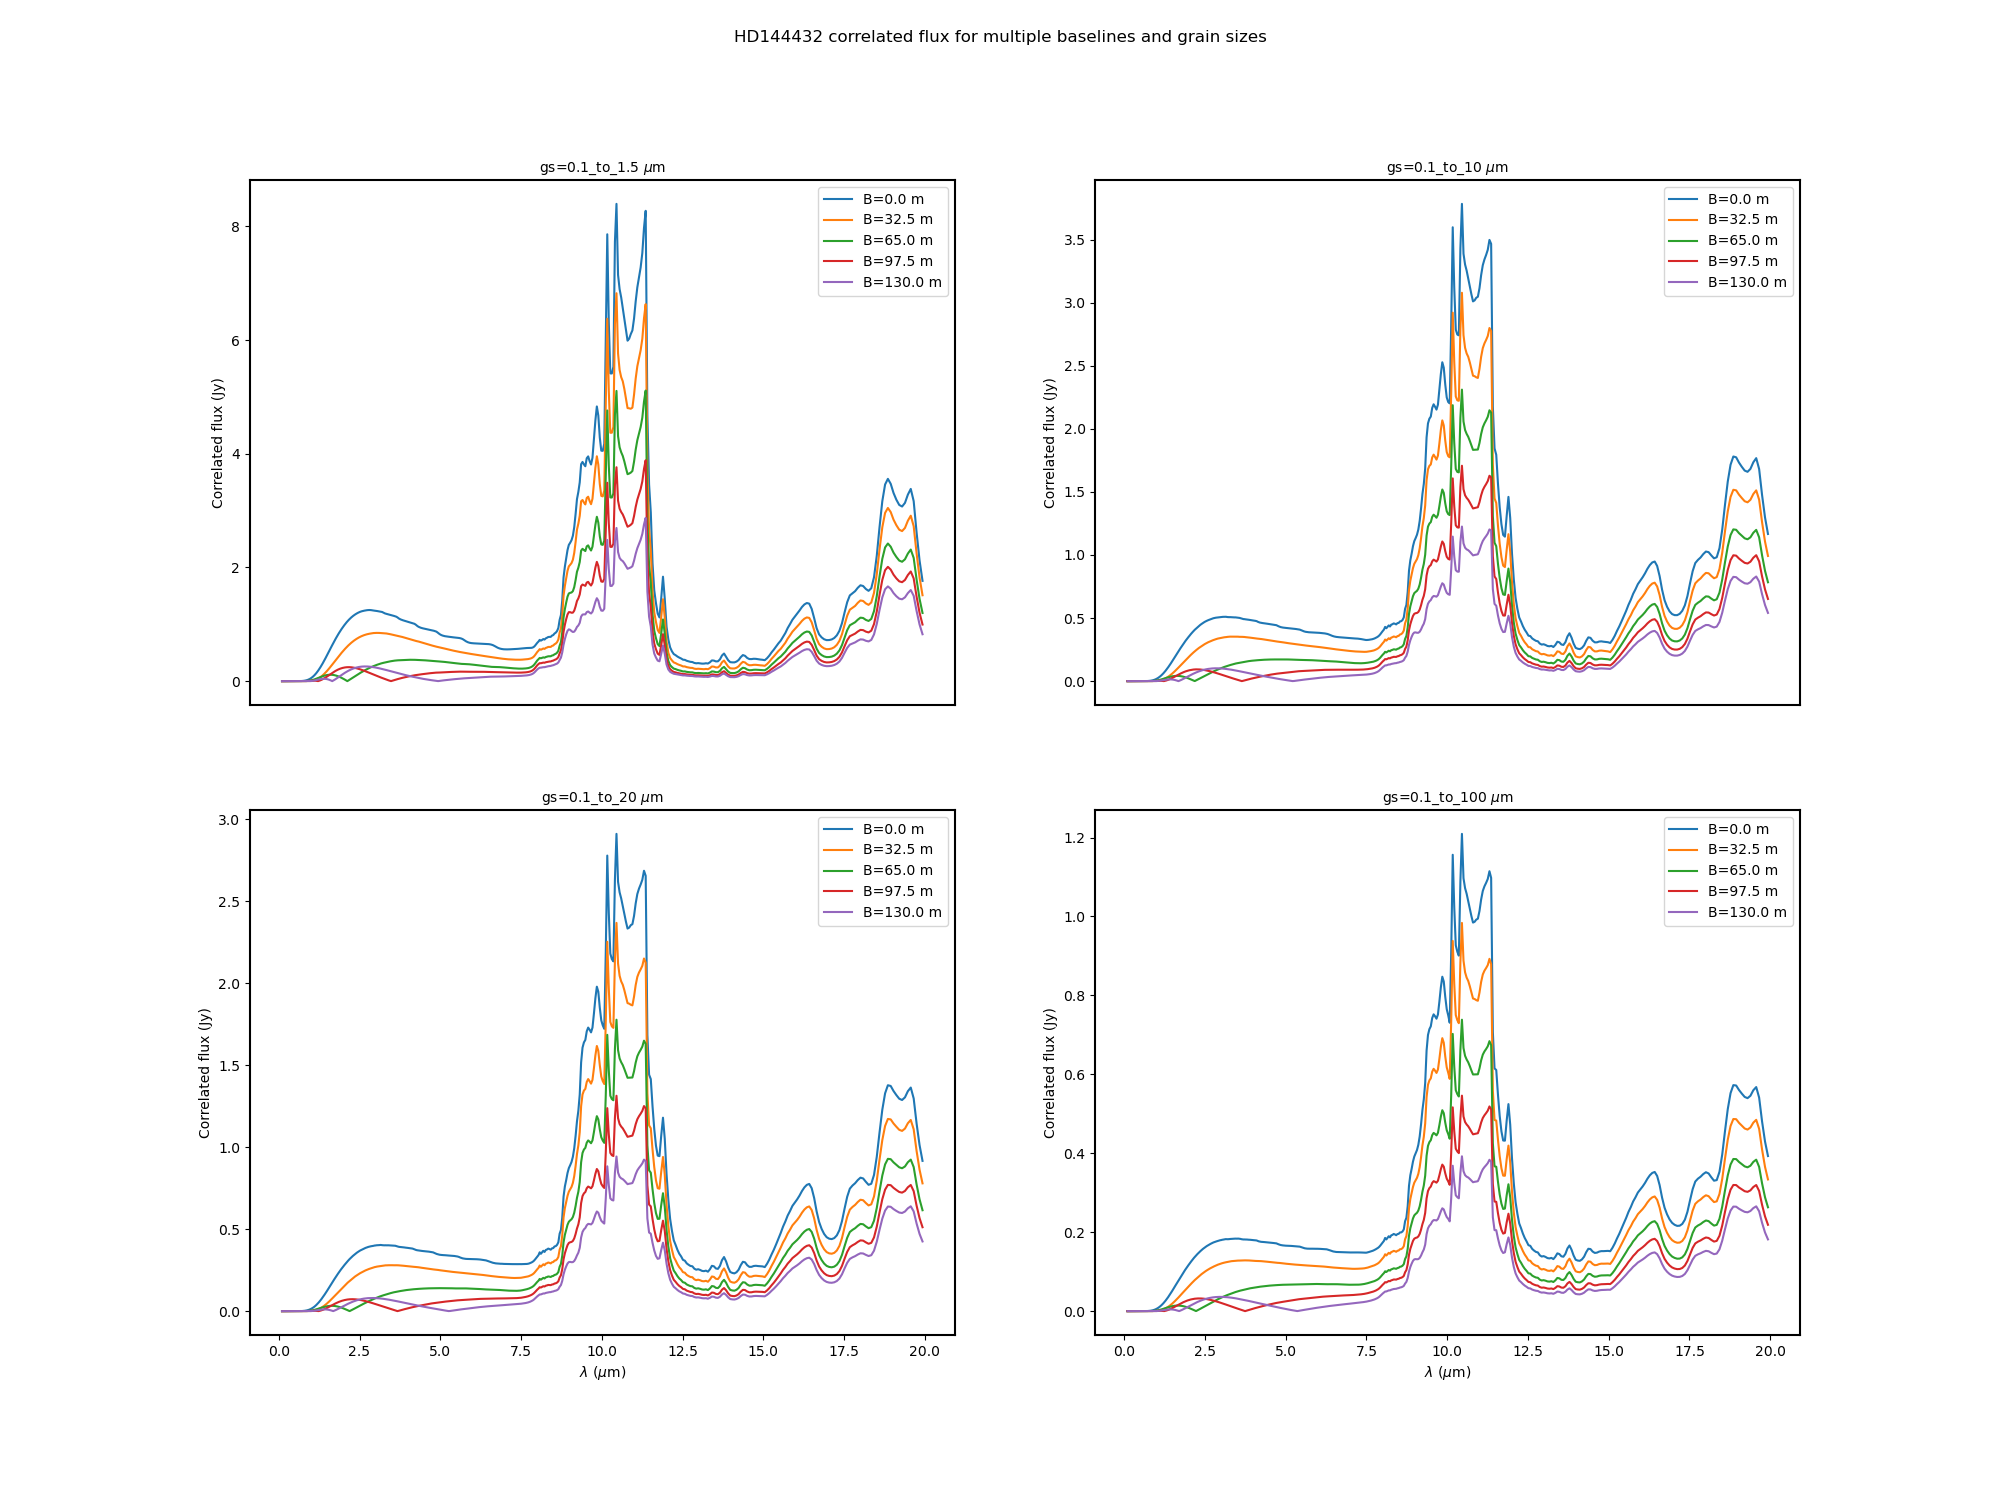 HD144432 correlated flux for multiple baselines and grain sizes
gs=0.1_to_1.5 μm
Correlated flux (Jy)
8
6
4
2
0
B=0.0 m
B=32.5 m
B=65.0 m
B=97.5 m
B=130.0 m
gs=0.1_to_10 μm
Correlated flux (Jy)
3.5
3.0
2.5
2.0
1.5
1.0
0.5
0.0
B=0.0 m
B=32.5 m
B=65.0 m
B=97.5 m
B=130.0 m
gs=0.1_to_20 μm
Correlated flux (Jy)
3.0
2.5
2.0
1.5
1.0
0.5
0.0
B=0.0 m
B=32.5 m
B=65.0 m
B=97.5 m
B=130.0 m
0.0 2.5 5.0 7.5 10.0 12.5 15.0 17.5 20.0
λ (μm)
gs=0.1_to_100 μm
Correlated flux (Jy)
1.2
1.0
0.8
0.6
0.4
0.2
0.0
B=0.0 m
B=32.5 m
B=65.0 m
B=97.5 m
B=130.0 m
0.0 2.5 5.0 7.5 10.0 12.5 15.0 17.5 20.0
λ (μm)